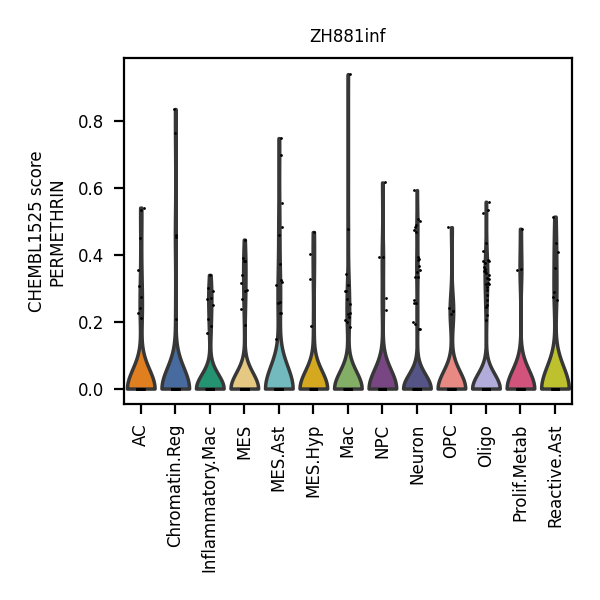 ZH881inf
CHEMBL1525 score
PERMETHRIN
0.8
0.6
0.4
0.2
0.0
AC
Chromatin.Reg
Inflammatory.Mac
MES
MES.Ast
MES.Hyp
Mac
NPC
Neuron
OPC
Oligo
Prolif.Metab
Reactive.Ast